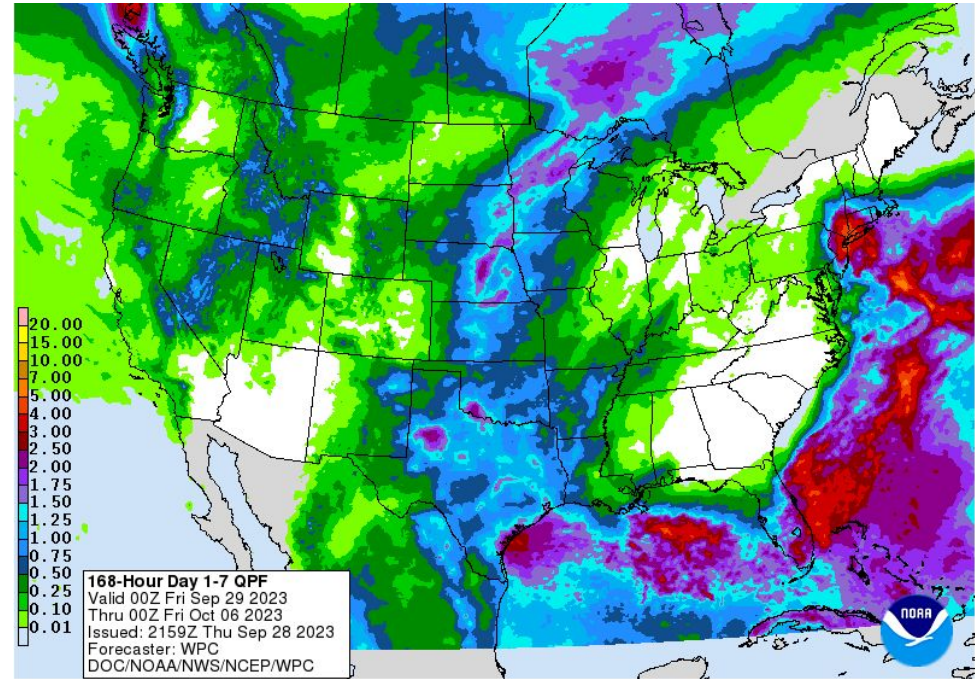 20.00
15.00
10.00
7.00
5.00
4.00
3.00
2.50
2.00
1.75
1.50
1.25
1.00
0.75
0.50
0.25
0.10
0.01
168-Hour Day 1-7 QPF
Valid 00Z Fri Sep 29 2023
Thru 00Z Fri Oct 06 2023
Issued: 2159Z Thu Sep 28 2023
Forecaster: WPC
DOC/NOAA/NWS/NCEP/WPC
NOAA